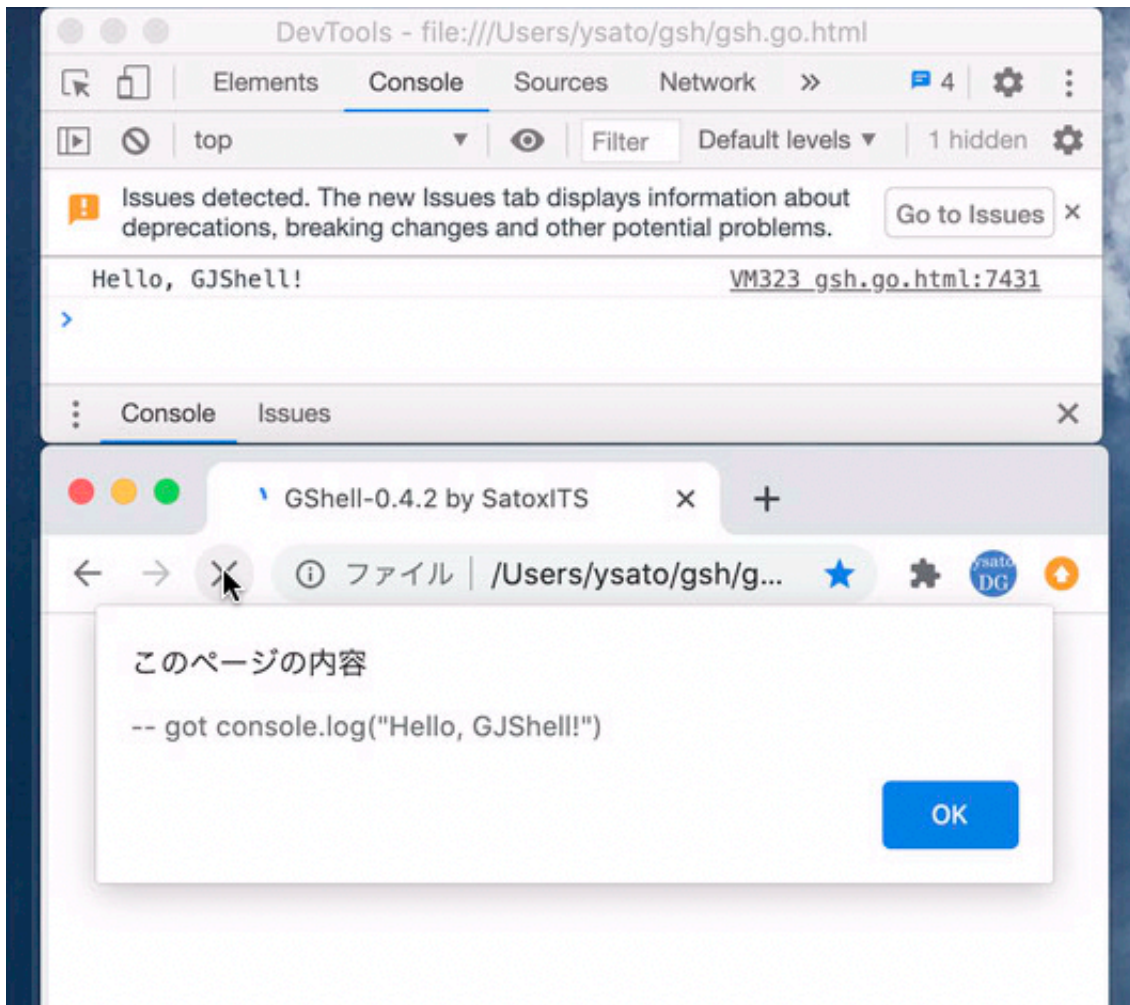 DevTools - file:///Users/ysato/gsh/gsh.go.html
Elements Console Sources Network » 4
top ▼ Filter Default levels ▼ 1 hidden
Issues detected. The new Issues tab displays information about
deprecations, breaking changes and other potential problems.
Go to Issues ×
Hello, GJShell! VM323 gsh.go.html:7431
>
Console Issues ×
GShell-0.4.2 by SatoxITS × +
ファイル | /Users/ysato/gsh/g...
ysato
DG
このページの内容
-- got console.log("Hello, GJShell!")
OK